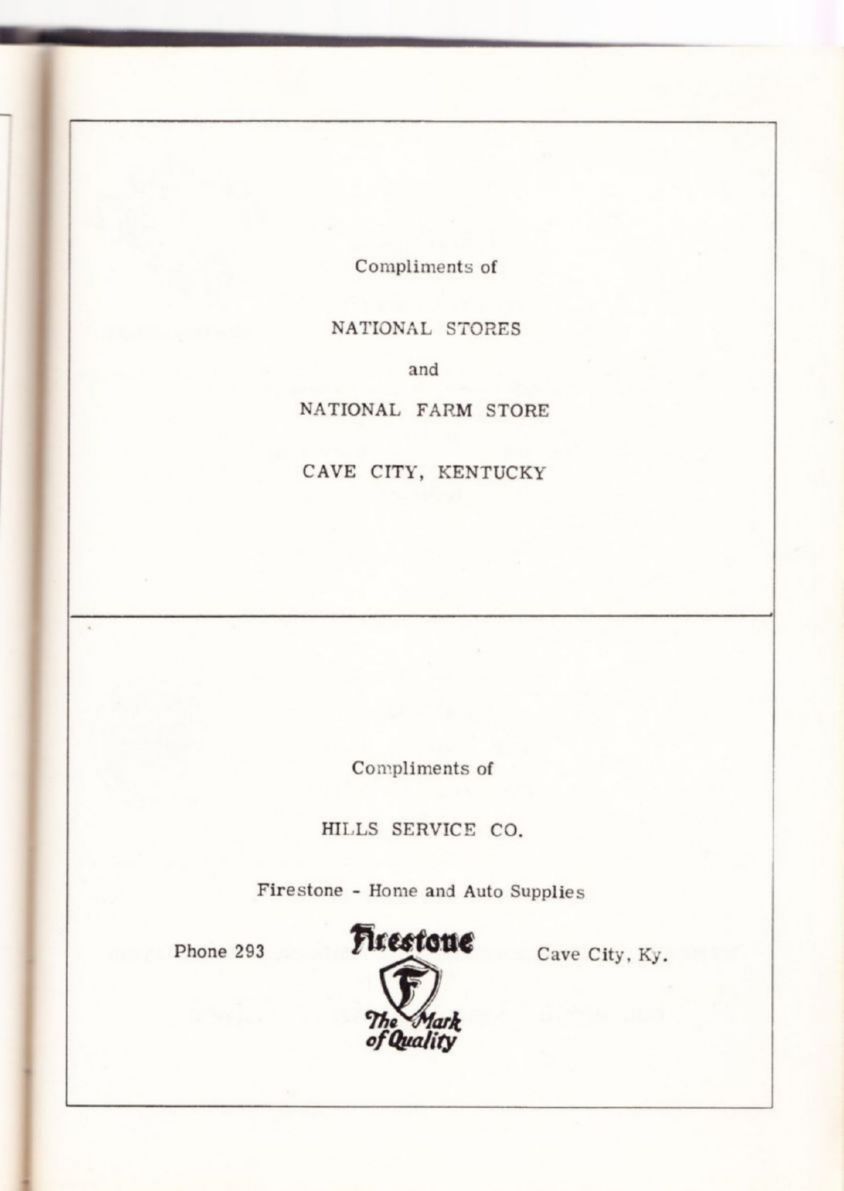 Compliments of
NATIONAL STORES
and
NATIONAL FARM STORE
CAVE CITY, KENTUCKY
Compliments of
HILLS SERVICE CO.
Firestone - Home and Auto Supplies
Phone 293
Firestone
F
The Mark
of Quality
Cave City, Ky.